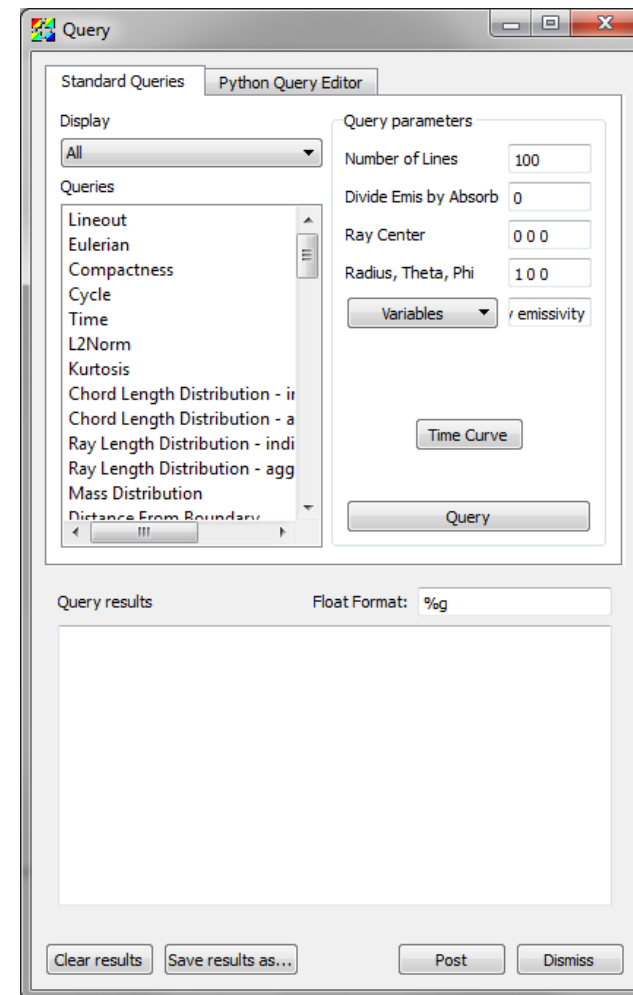 Query
Standard Queries
Python Query Editor
Display
All
Queries
Lineout
Eulerian
Compactness
Cycle
Time
L2Norm
Kurtosis
Chord Length Distribution - i
Chord Length Distribution - a
Ray Length Distribution - indi
Ray Length Distribution - agg
Mass Distribution
Distance From Boundary
Query parameters
Number of Lines 100
Divide Emis by Absorb 0
Ray Center 0 0 0
Radius, Theta, Phi 1 0 0
Variables emissivity
Time Curve
Query
Query results
Float Format: %g
Clear results
Save results as...
Post
Dismiss